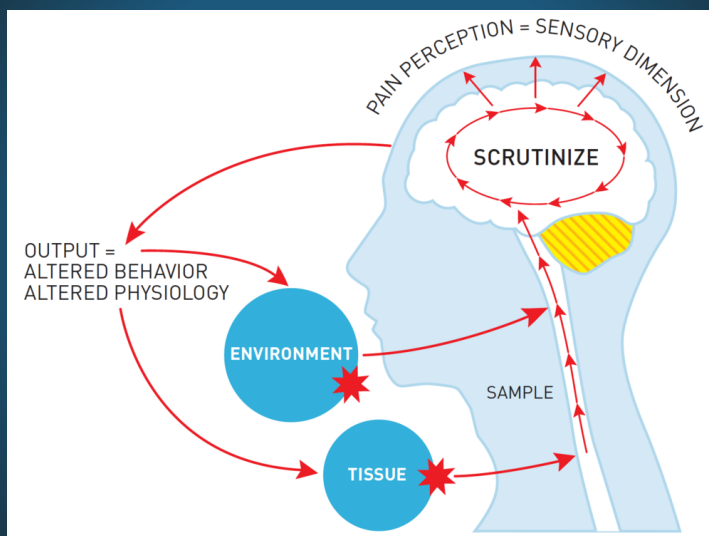 PAIN PERCEPTION = SENSORY DIMENSION
SCRUTINIZE
OUTPUT =
ALTERED BEHAVIOR
ALTERED PHYSIOLOGY
ENVIRONMENT
SAMPLE
TISSUE